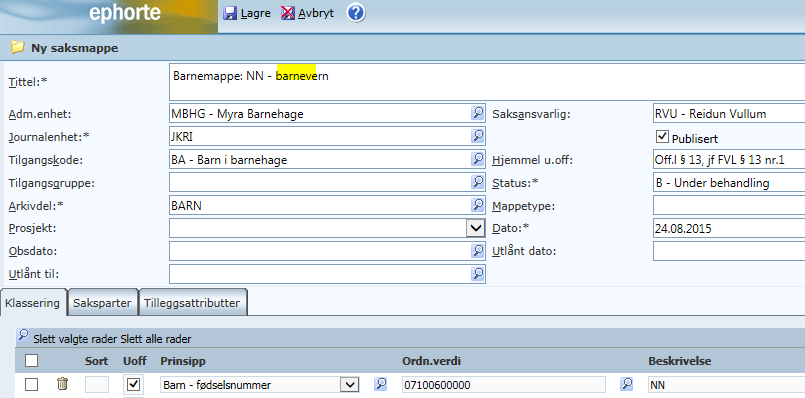 ephorte
Lagre Avbryt ?
Ny saksmappe
Tittel:* Barnemappe: NN - barnevern
Adm.enhet: MBHG - Myra Barnehage Saksansvarlig: RVU - Reidun Vullum
Journalenhet:* JKRI Publisert
Tilgangskode: BA - Barn i barnehage Hjemmel u.off: Off.l § 13, jf FVL § 13 nr.1
Tilgangsgruppe: Status:* B - Under behandling
Arkivdel:* BARN Mappetype:
Prosjekt: Dato:* 24.08.2015
Obsdato: Utlånt dato:
Utlånt til:
Klassering Saksparter Tilleggsattributter
Slett valgte rader Slett alle rader
Sort Uoff Prinsipp Ordn.verdi Beskrivelse
Barn - fødselsnummer 07100600000 NN